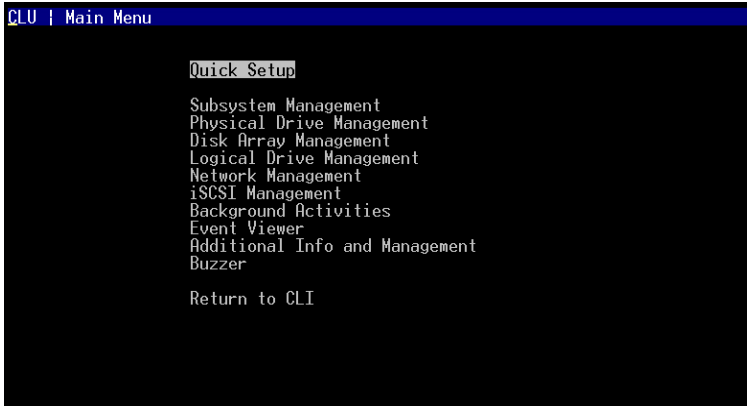 CLU | Main Menu
Quick Setup
Subsystem Management
Physical Drive Management
Disk Array Management
Logical Drive Management
Network Management
iSCSI Management
Background Activities
Event Viewer
Additional Info and Management
Buzzer
Return to CLI